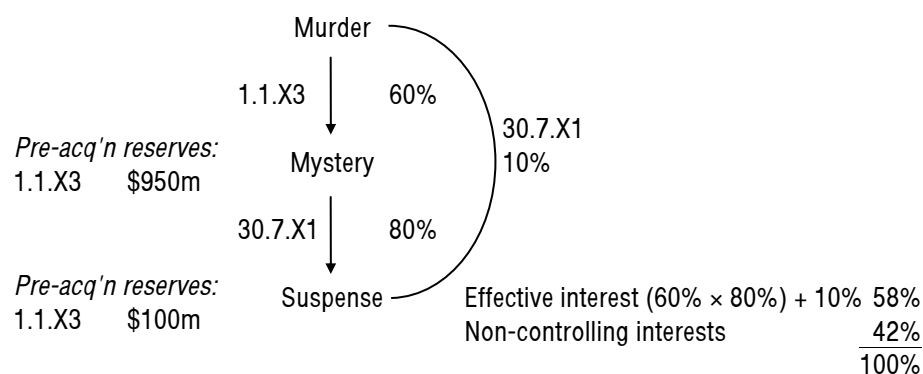 Murder
1.1.X3 60%
30.7.X1
10%
Pre-acq'n reserves:
1.1.X3 $950m
Mystery
30.7.X1 80%
Pre-acq'n reserves:
1.1.X3 $100m
Suspense
Effective interest (60% × 80%) + 10% 58%
Non-controlling interests 42%
100%